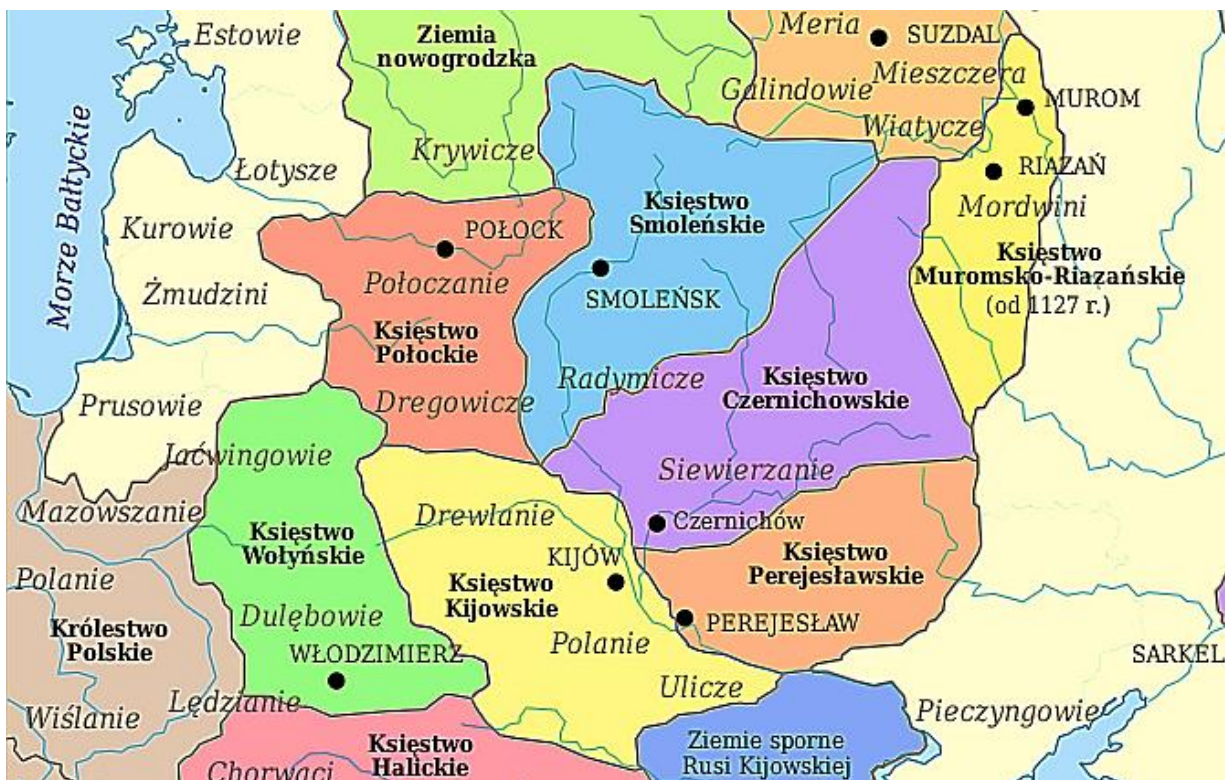 Estowie
Ziemia
nowogrodzka
Meria
SUZDAL
Galindowie
Mieszczera
MUROM
Wiatycze
Krywicze
Łotysze
RIAZAŃ
Morze Bałtyckie
Księstwo
Smoleńskie
Mordwini
Kurowie
POŁOCK
Księstwo
Muromsko-Riazańskie
(od 1127 r.)
Żmudzini
Połoczanie
SMOLEŃSK
Księstwo
Połockie
Radymicze
Księstwo
Czernichowskie
Prusowie
Dregowicze
Jaćwingowie
Siewierzanie
Mazowszanie
Drewlanie
Czernichów
Księstwo
Wołyńskie
KIJÓW
Księstwo
Perejesławskie
Polanie
Księstwo
Kijowskie
Dulębowie
PEREJESŁAW
Królestwo
Polskie
Polanie
WŁODZIMIERZ
SARKEL
Ulicze
Lędzianie
Wiślanie
Pieczyngowie
Księstwo
Halickie
Ziemie sporne
Rusi Kijowskiej
Chorwaci